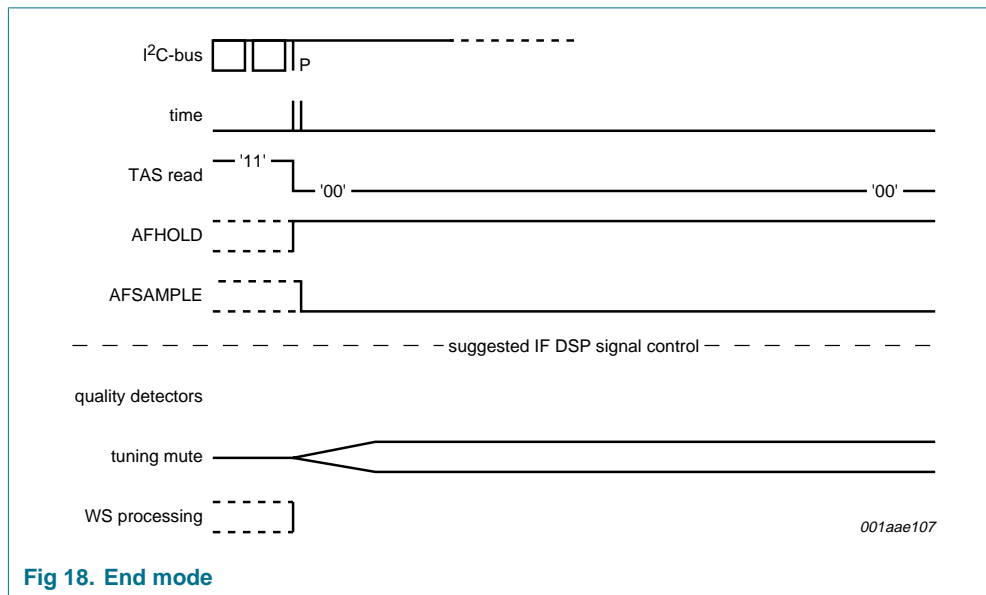 I²C-bus
P
time
TAS read '11' '00' '00'
AFHOLD
AFSAMPLE
suggested IF DSP signal control
quality detectors
tuning mute
WS processing
001aae107
Fig 18. End mode